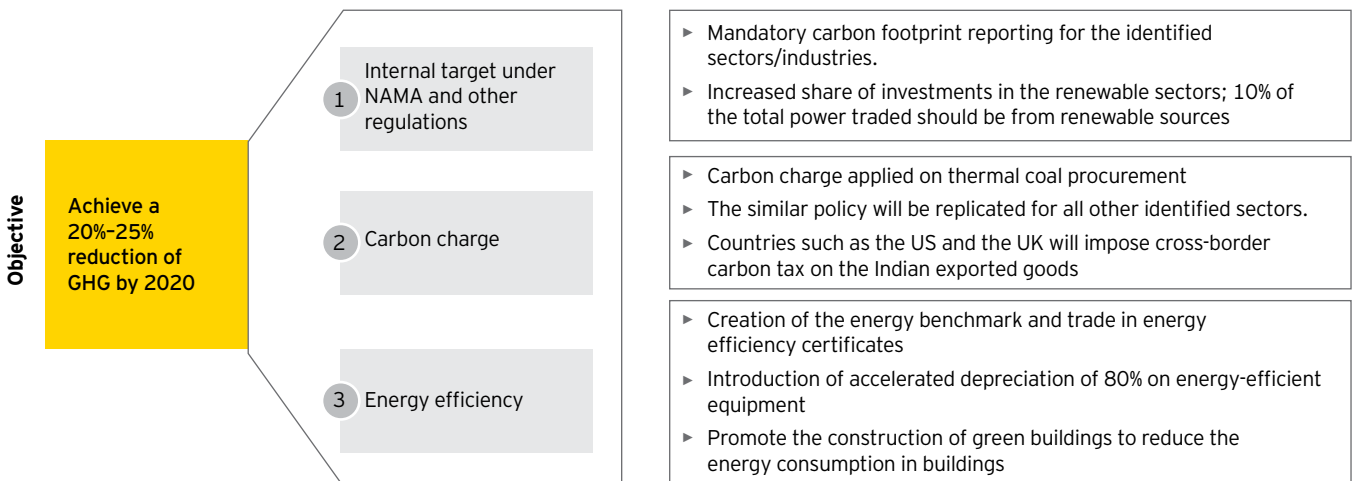 Objective
Achieve a
20%–25%
reduction of
GHG by 2020
1
Internal target under
NAMA and other
regulations
► Mandatory carbon footprint reporting for the identified
sectors/industries.
► Increased share of investments in the renewable sectors; 10% of
the total power traded should be from renewable sources
2
Carbon charge
► Carbon charge applied on thermal coal procurement
► The similar policy will be replicated for all other identified sectors.
► Countries such as the US and the UK will impose cross-border
carbon tax on the Indian exported goods
3
Energy efficiency
► Creation of the energy benchmark and trade in energy
efficiency certificates
► Introduction of accelerated depreciation of 80% on energy-efficient
equipment
► Promote the construction of green buildings to reduce the
energy consumption in buildings